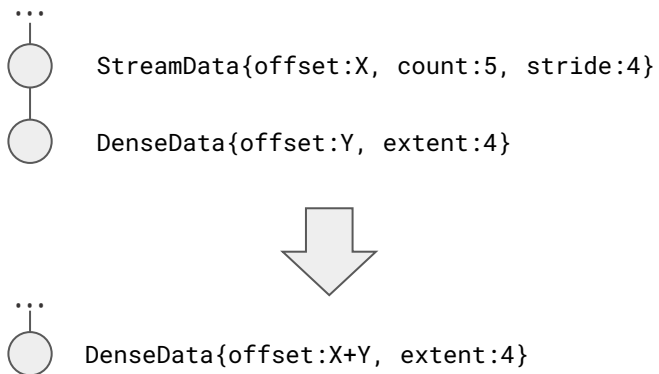 ...
StreamData{offset:X, count:5, stride:4}
DenseData{offset:Y, extent:4}
...
DenseData{offset:X+Y, extent:4}